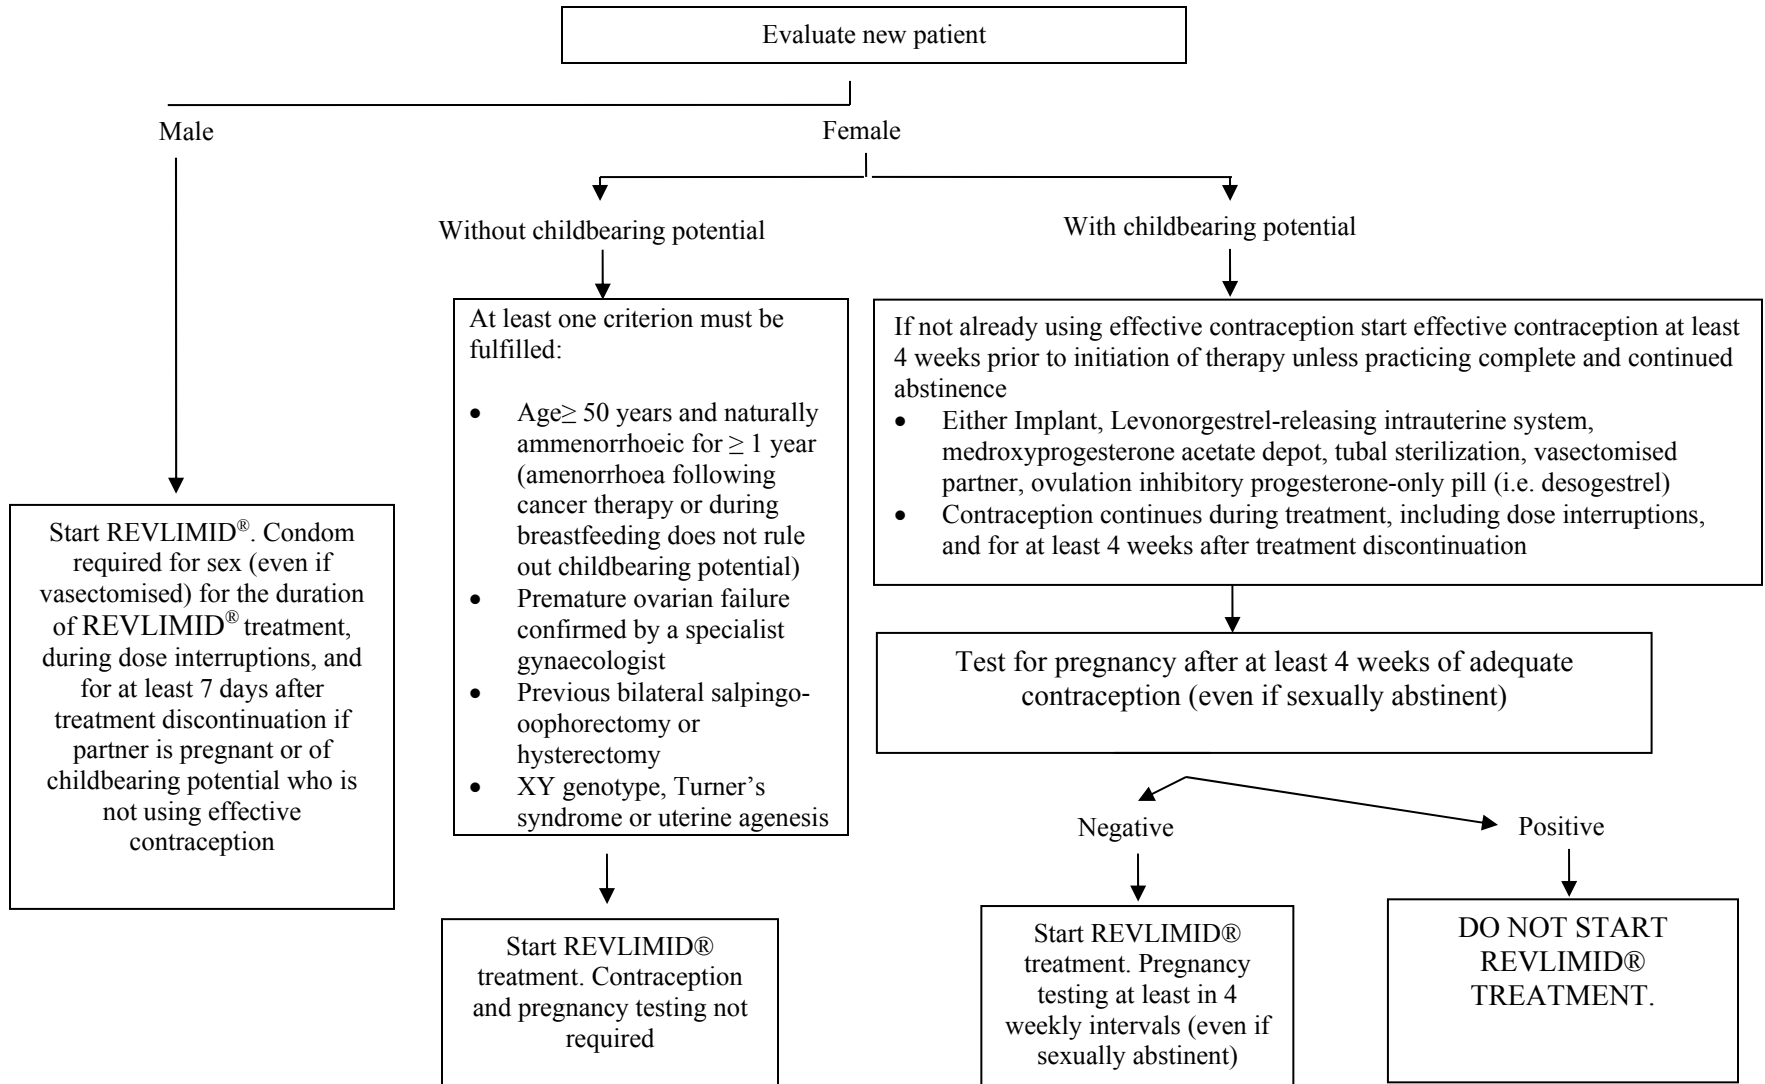 Evaluate new patient
Male
Female
Without childbearing potential
With childbearing potential
Start REVLIMID®. Condom
required for sex (even if
vasectomised) for the duration
of REVLIMID® treatment,
during dose interruptions, and
for at least 7 days after
treatment discontinuation if
partner is pregnant or of
childbearing potential who is
not using effective
contraception
At least one criterion must be
fulfilled:
• Age≥ 50 years and naturally
ammenorrhoeic for ≥ 1 year
(amenorrhoea following
cancer therapy or during
breastfeeding does not rule
out childbearing potential)
• Premature ovarian failure
confirmed by a specialist
gynaecologist
• Previous bilateral salpingo-
oophorectomy or
hysterectomy
• XY genotype, Turner's
syndrome or uterine agenesis
Start REVLIMID®
treatment. Contraception
and pregnancy testing not
required
If not already using effective contraception start effective contraception at least
4 weeks prior to initiation of therapy unless practicing complete and continued
abstinence
• Either Implant, Levonorgestrel-releasing intrauterine system,
medroxyprogesterone acetate depot, tubal sterilization, vasectomised
partner, ovulation inhibitory progesterone-only pill (i.e. desogestrel)
• Contraception continues during treatment, including dose interruptions,
and for at least 4 weeks after treatment discontinuation
Test for pregnancy after at least 4 weeks of adequate
contraception (even if sexually abstinent)
Negative
Positive
Start REVLIMID®
treatment. Pregnancy
testing at least in 4
weekly intervals (even if
sexually abstinent)
DO NOT START
REVLIMID®
TREATMENT.